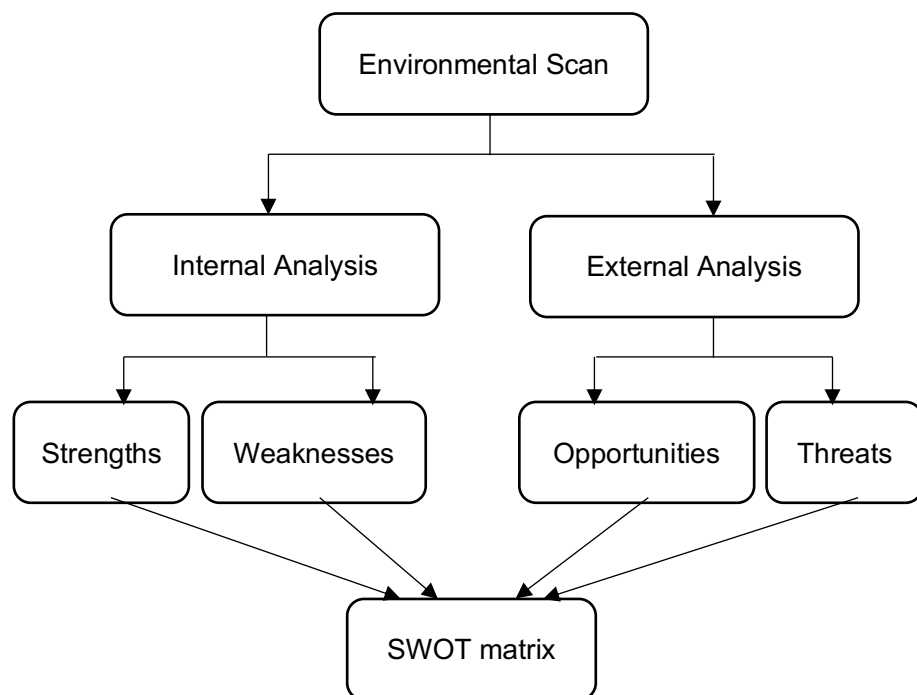 Environmental Scan
Internal Analysis
External Analysis
Strengths
Weaknesses
Opportunities
Threats
SWOT matrix